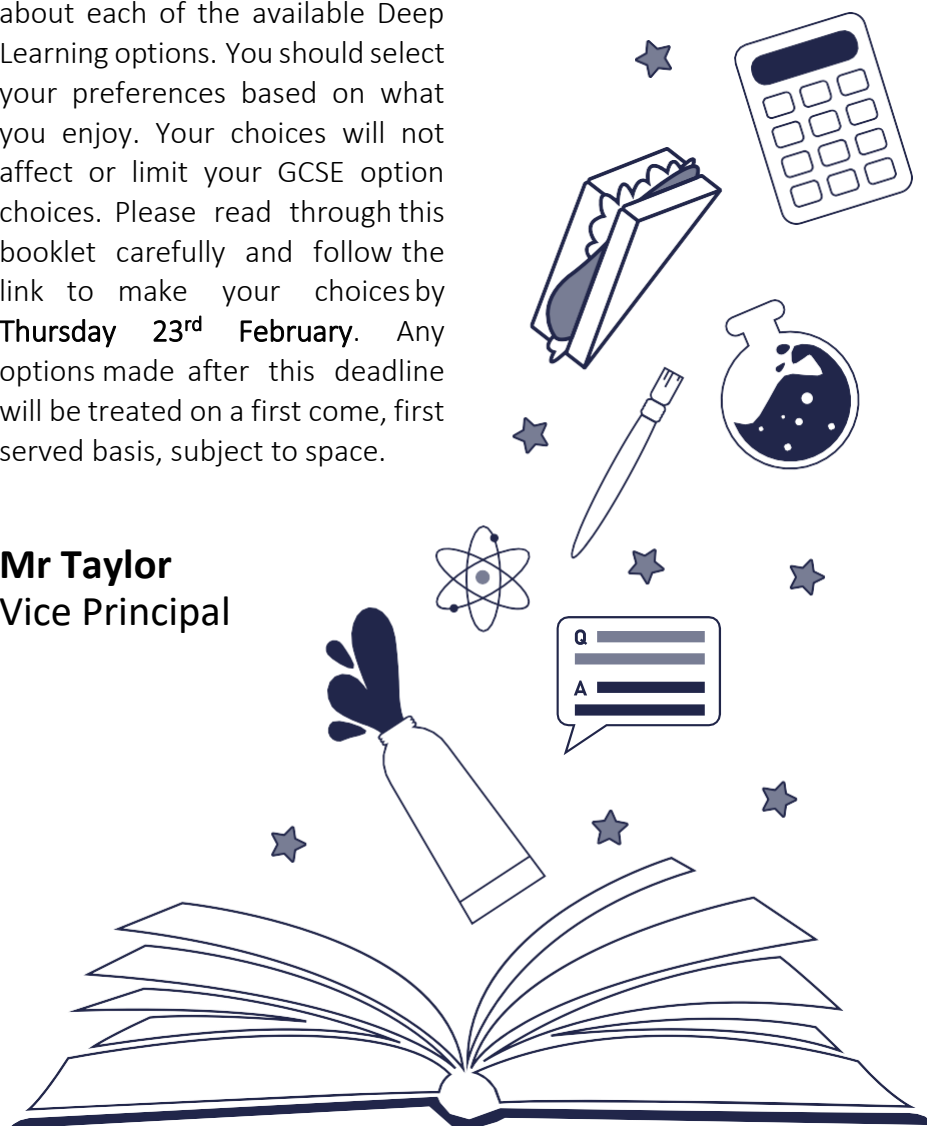 about each of the available Deep
Learning options. You should select
your preferences based on what
you enjoy. Your choices will not
affect or limit your GCSE option
choices. Please read through this
booklet carefully and follow the
link to make your choices by
Thursday 23rd February. Any
options made after this deadline
will be treated on a first come, first
served basis, subject to space.
Mr Taylor
Vice Principal
Q
A